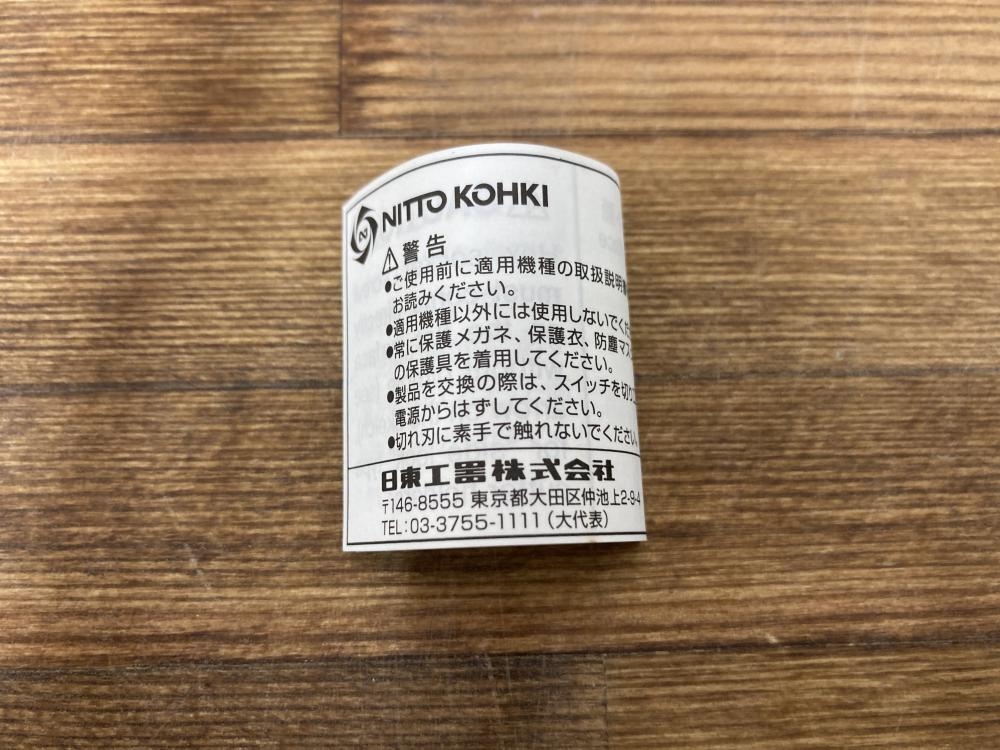 NITTO KOHKI
⚠警告
●ご使用前に適用機種の取扱説明書
お読みください。
●適用機種以外には使用しないでくだ
●常に保護メガネ、保護衣、防塵マス
の保護具を着用してください。
●製品を交換の際は、スイッチを切り
電源からはずしてください。
●切れ刃に素手で触れないでください
日東工器株式会社
〒146-8555 東京都大田区仲池上2-9-4
TEL:03-3755-1111(大代表)